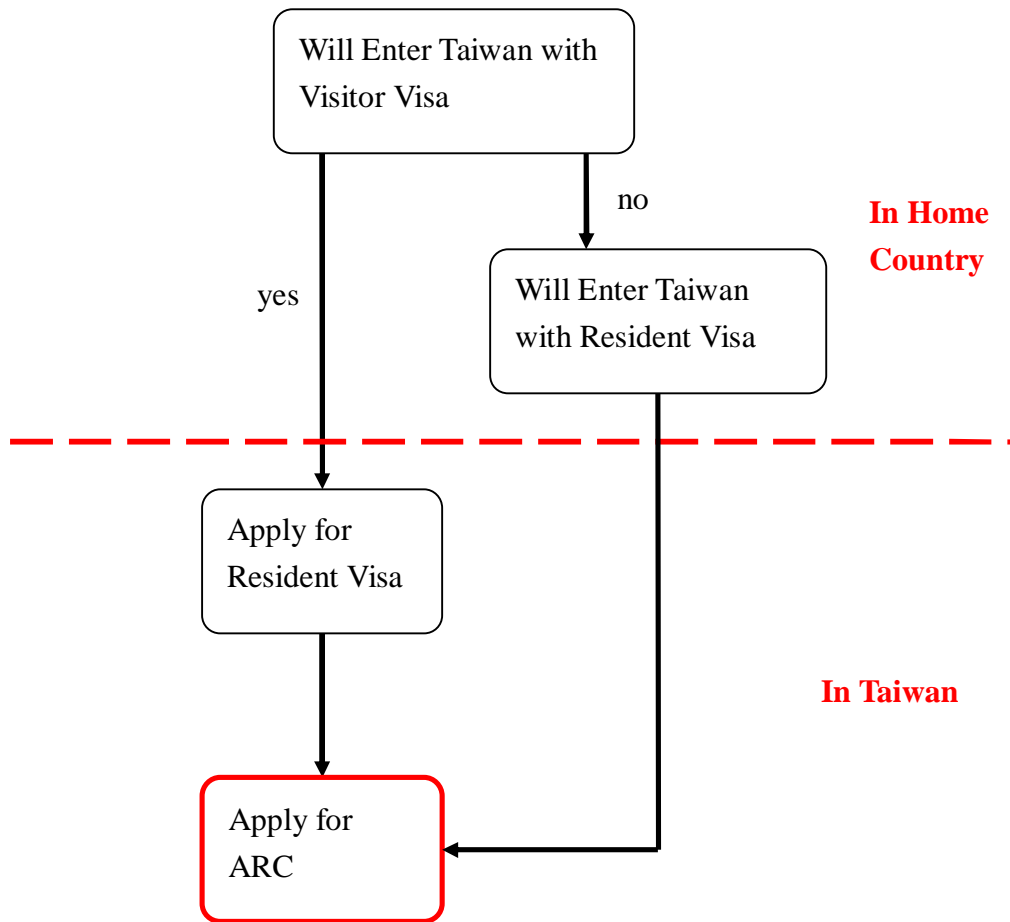 Will Enter Taiwan with
Visitor Visa
no
In Home
Country
yes
Will Enter Taiwan
with Resident Visa
Apply for
Resident Visa
In Taiwan
Apply for
ARC